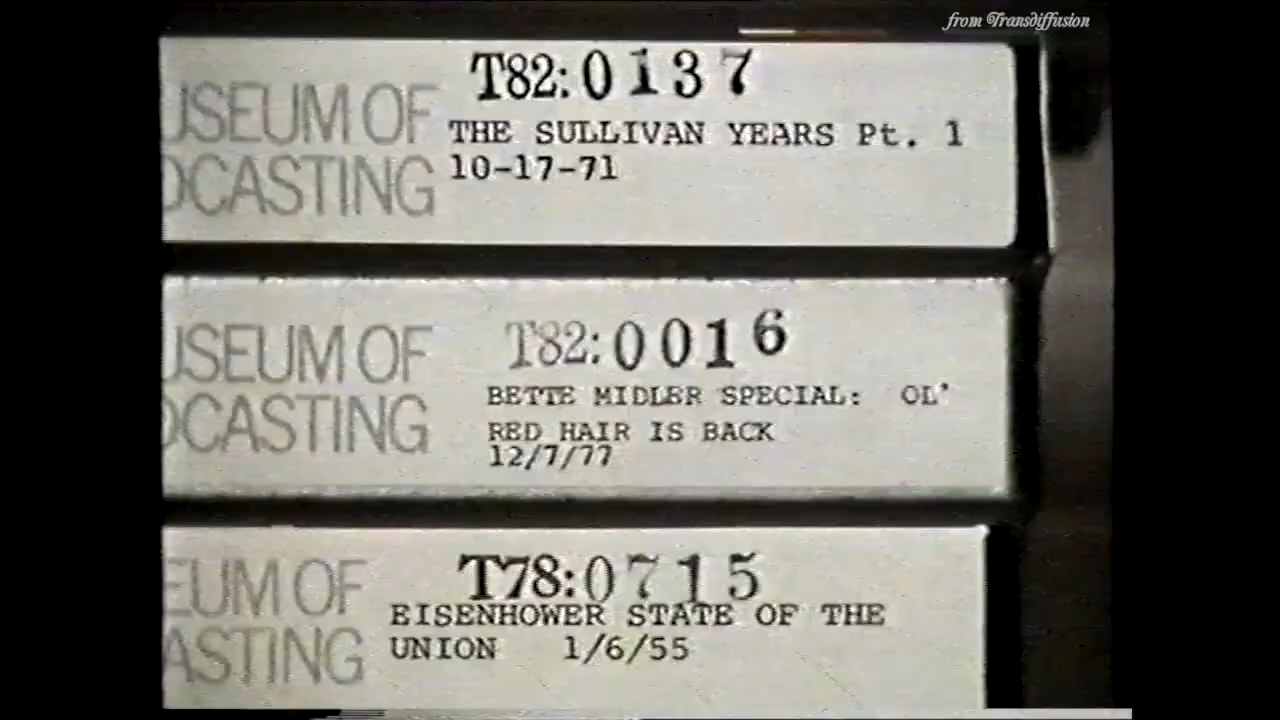 from Transdiffusion
USEUM OF
DCASTING
T82:0137
THE SULLIVAN YEARS Pt. 1
10-17-71
USEUM OF
DCASTING
T82:0016
BETTE MIDLER SPECIAL: OL'
RED HAIR IS BACK
12/7/77
EUM OF
ASTING
T78:0715
EISENHOWER STATE OF THE
UNION 1/6/55